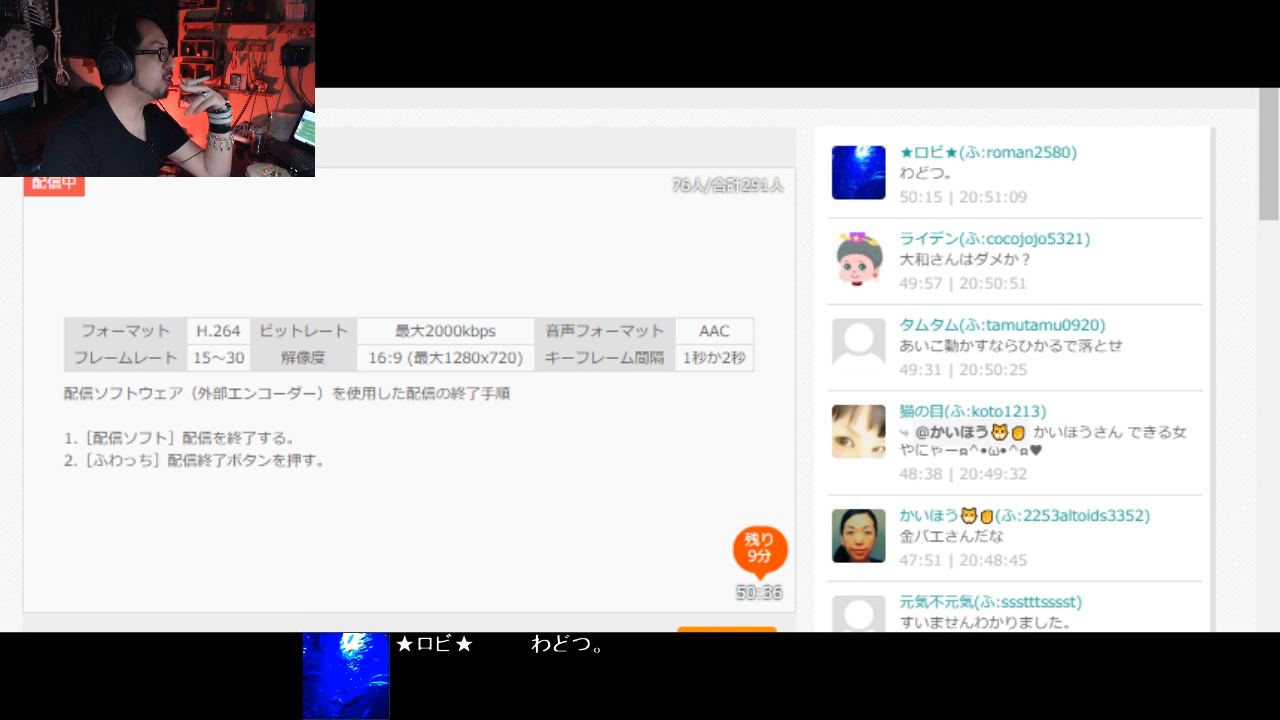 配信中
76人/合計291人
フォーマット H.264 ビットレート 最大2000kbps 音声フォーマット AAC
フレームレート 15～30 解像度 16:9 (最大1280x720) キーフレーム間隔 1秒か2秒
配信ソフトウェア（外部エンコーダー）を使用した配信の終了手順
1.［配信ソフト］配信を終了する。
2.［ふわっち］配信終了ボタンを押す。
残り
9分
50:36
★ロビ★(ふ:roman2580)
わどつ。
50:15 | 20:51:09
ライデン(ふ:cocojojo5321)
大和さんはダメか？
49:57 | 20:50:51
タムタム(ふ:tamutamu0920)
あいこ動かすならひかるで落とせ
49:31 | 20:50:25
猫の目(ふ:koto1213)
⤷ @かいほう🐱👊 かいほうさん できる女
やにゃーฅ^•ω•^ฅ♥
48:38 | 20:49:32
かいほう🐱👊(ふ:2253altoids3352)
金バエさんだな
47:51 | 20:48:45
元気不元気(ふ:ssstttsssst)
すいませんわかりました。
★ロビ★ わどつ。